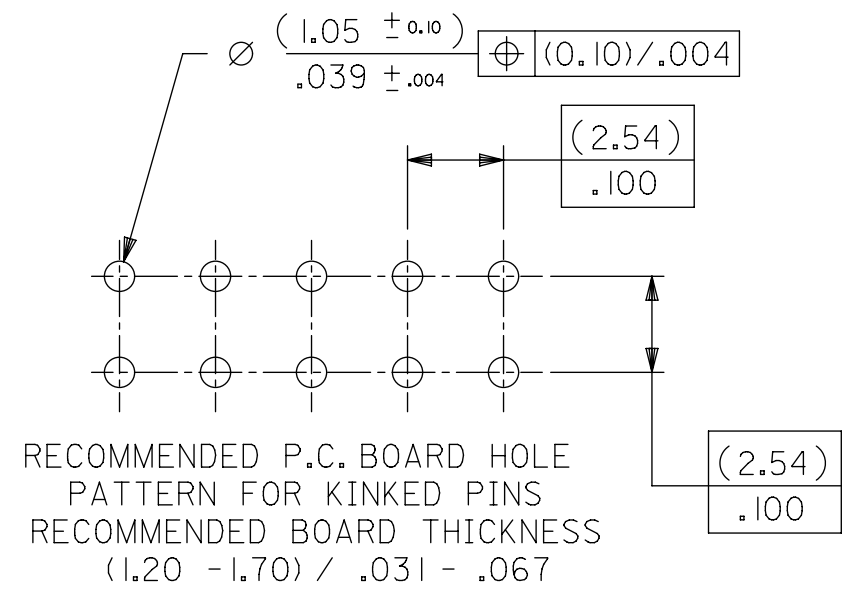 ⌀ (1.05 ± 0.10)
.039 ± .004
⌖ (0.10)/.004
(2.54)
.100
(2.54)
.100
RECOMMENDED P.C. BOARD HOLE
PATTERN FOR KINKED PINS
RECOMMENDED BOARD THICKNESS
(1.20 -1.70) / .031 - .067